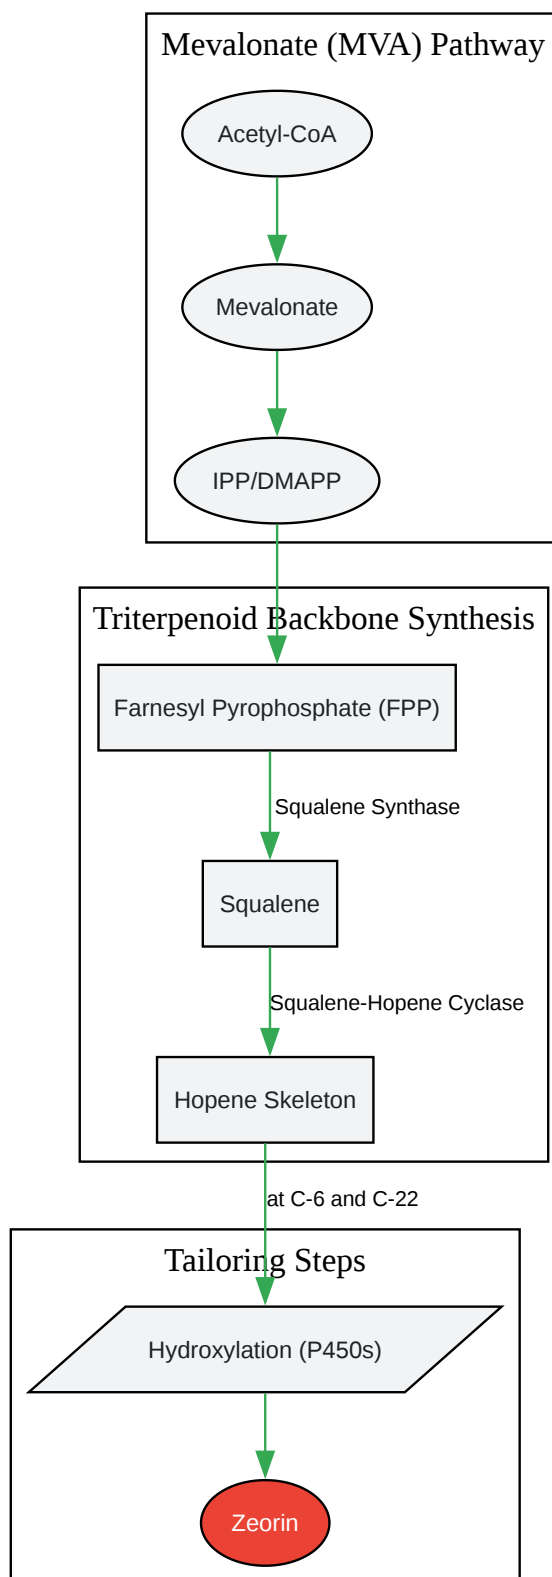 Mevalonate (MVA) Pathway
Acetyl-CoA
Mevalonate
IPP/DMAPP
Triterpenoid Backbone Synthesis
Farnesyl Pyrophosphate (FPP)
Squalene Synthase
Squalene
Squalene-Hopene Cyclase
Hopene Skeleton
at C-6 and C-22
Tailoring Steps
Hydroxylation (P450s)
Zeorin